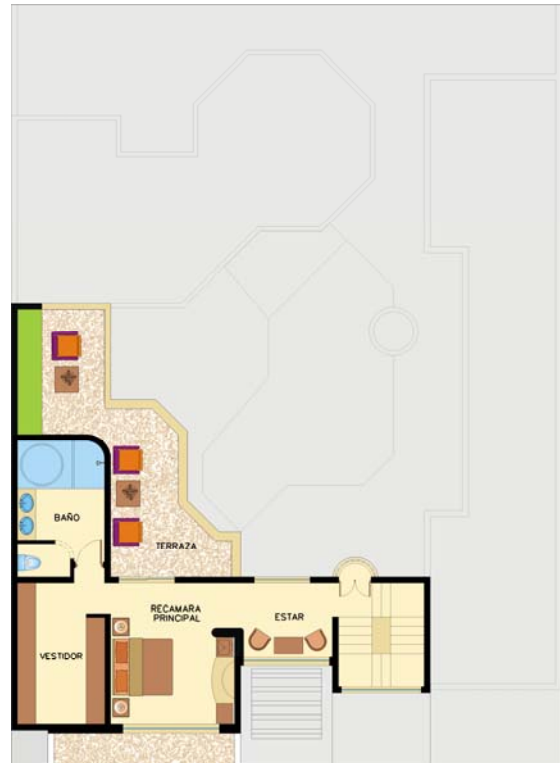 BAÑO
TERRAZA
RECAMARA
PRINCIPAL
ESTAR
VESTIDOR